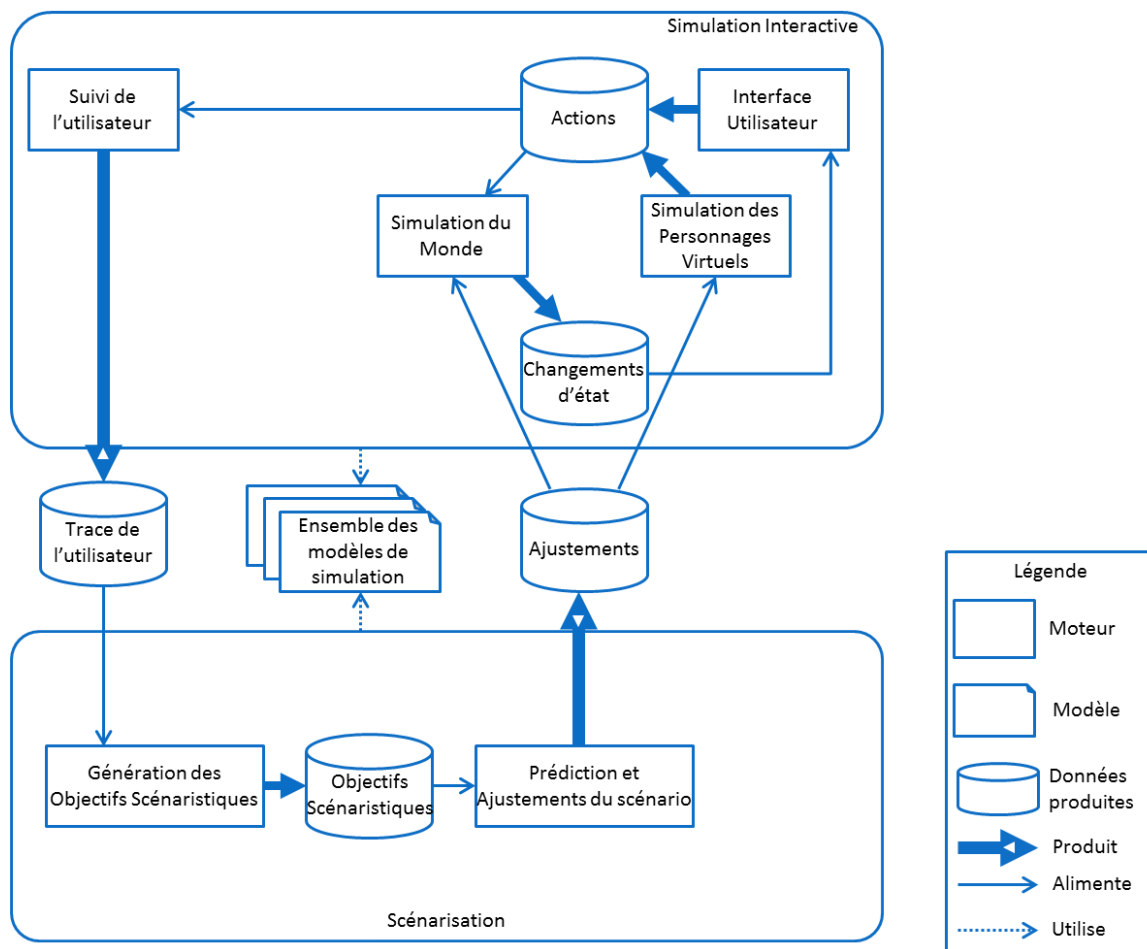 Simulation Interactive
Suivi de
l’utilisateur
Actions
Interface
Utilisateur
Simulation du
Monde
Simulation des
Personnages
Virtuels
Changements
d’état
Trace de
l’utilisateur
Ensemble des
modèles de
simulation
Ajustements
Génération des
Objectifs Scénaristiques
Objectifs
Scénaristiques
Prédiction et
Ajustements du scénario
Scénarisation
Légende
Moteur
Modèle
Données
produites
Produit
Alimente
Utilise